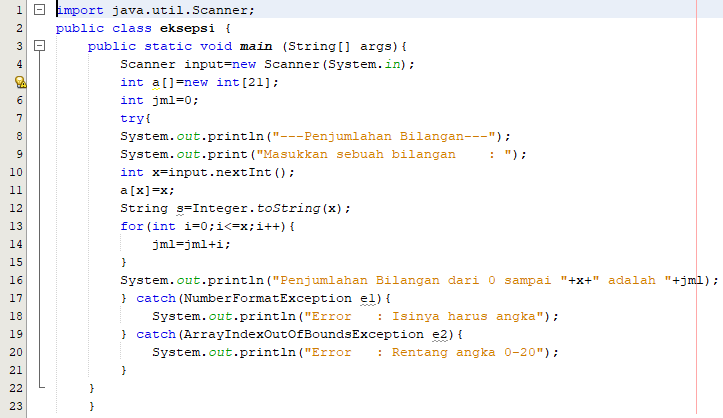 1 import java.util.Scanner;
2 public class eksepsi {
3 public static void main (String[] args){
4 Scanner input=new Scanner(System.in);
int a[]=new int[21];
6 int jml=0;
7 try{
8 System.out.println("---Penjumlahan Bilangan---");
9 System.out.print("Masukkan sebuah bilangan    : ");
10 int x=input.nextInt();
11 a[x]=x;
12 String s=Integer.toString(x);
13 for(int i=0;i<=x;i++){
14 jml=jml+i;
15 }
16 System.out.println("Penjumlahan Bilangan dari 0 sampai "+x+" adalah "+jml);
17 } catch(NumberFormatException e1){
18 System.out.println("Error   : Isinya harus angka");
19 } catch(ArrayIndexOutOfBoundsException e2){
20 System.out.println("Error   : Rentang angka 0-20");
21 }
22 }
23 }